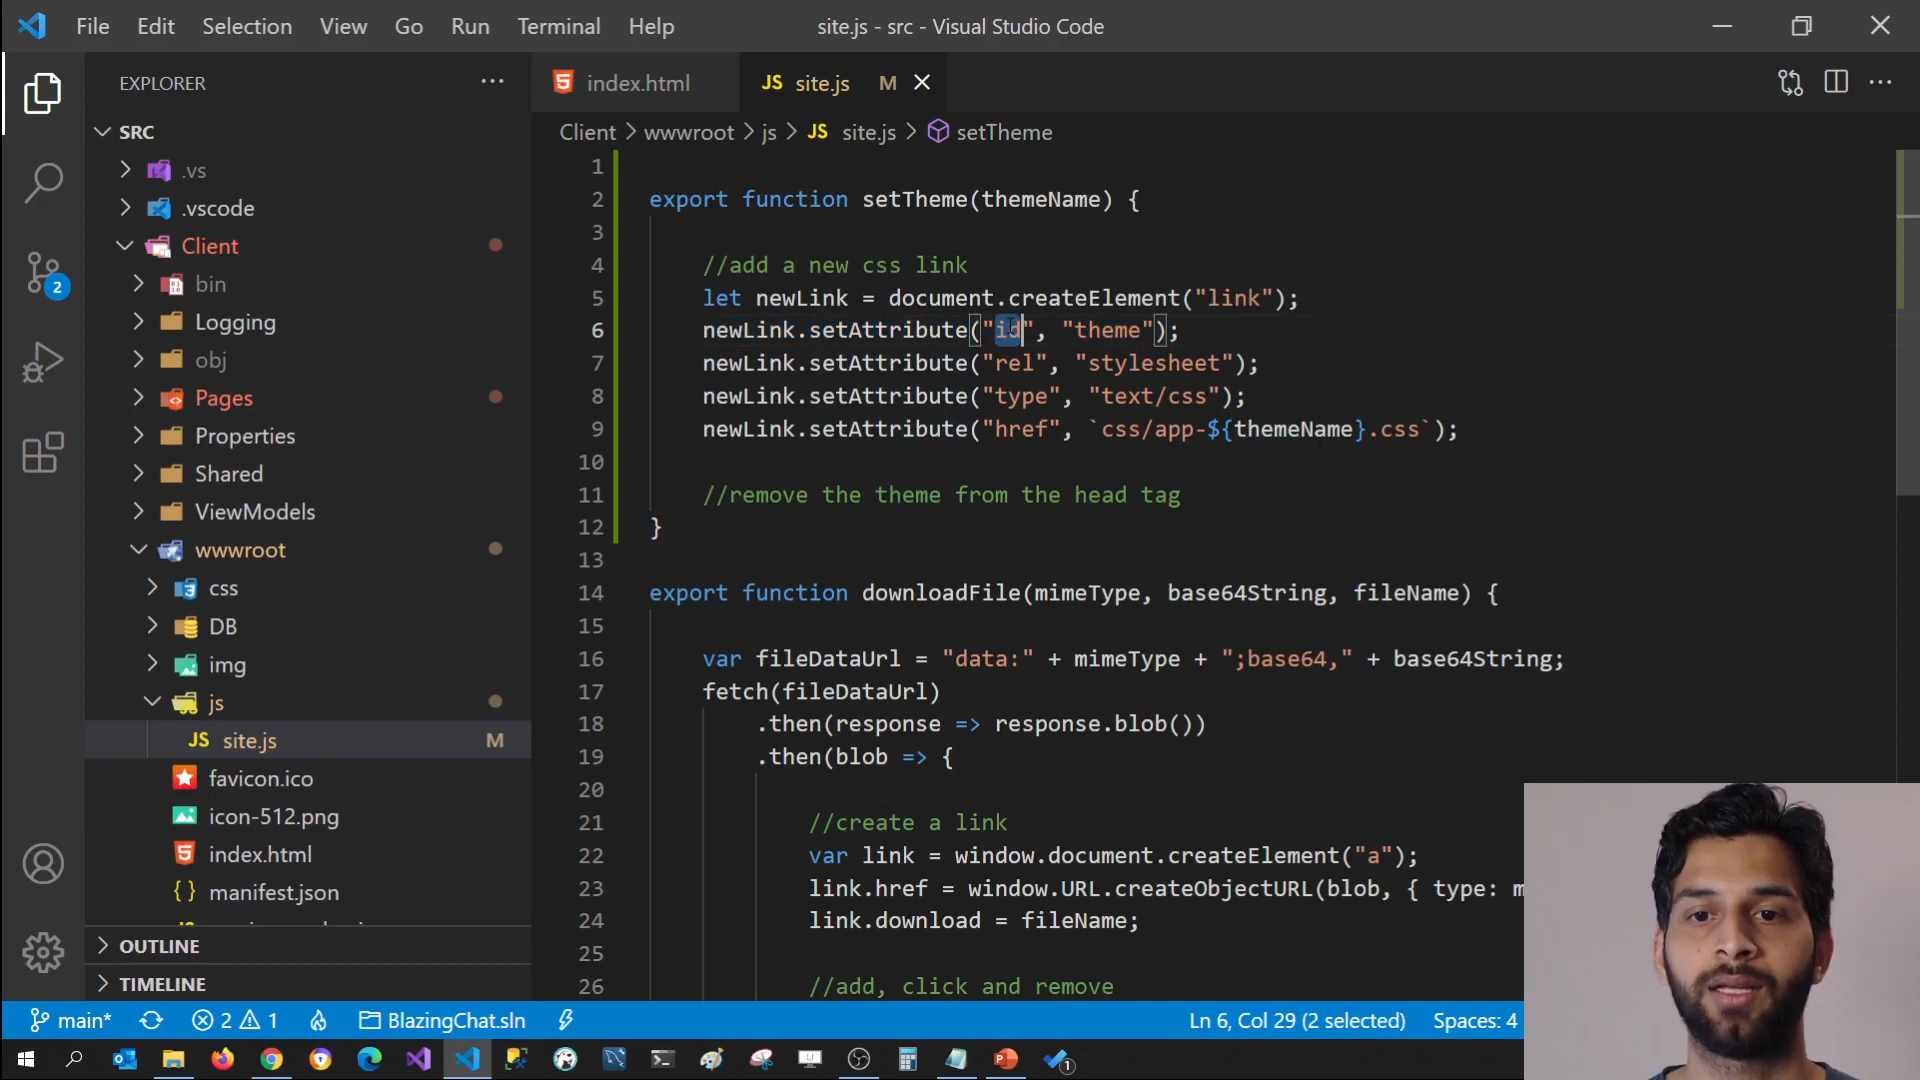 File Edit Selection View Go Run Terminal Help
site.js - src - Visual Studio Code
EXPLORER
SRC
.vs
.vscode
Client
bin
Logging
obj
Pages
Properties
Shared
ViewModels
wwwroot
css
DB
img
js
JS site.js M
favicon.ico
icon-512.png
index.html
manifest.json
OUTLINE
TIMELINE
2
index.html
JS site.js M
Client > wwwroot > js > JS site.js > setTheme
1
2 export function setTheme(themeName) {
3
4 //add a new css link
5 let newLink = document.createElement("link");
6 newLink.setAttribute("id", "theme");
7 newLink.setAttribute("rel", "stylesheet");
8 newLink.setAttribute("type", "text/css");
9 newLink.setAttribute("href", `css/app-${themeName}.css`);
10
11 //remove the theme from the head tag
12 }
13
14 export function downloadFile(mimeType, base64String, fileName) {
15
16 var fileDataUrl = "data:" + mimeType + ";base64," + base64String;
17 fetch(fileDataUrl)
18 .then(response => response.blob())
19 .then(blob => {
20
21 //create a link
22 var link = window.document.createElement("a");
23 link.href = window.URL.createObjectURL(blob, { type: m
24 link.download = fileName;
25
26 //add, click and remove
main* 2 1 BlazingChat.sln
Ln 6, Col 29 (2 selected) Spaces: 4
1